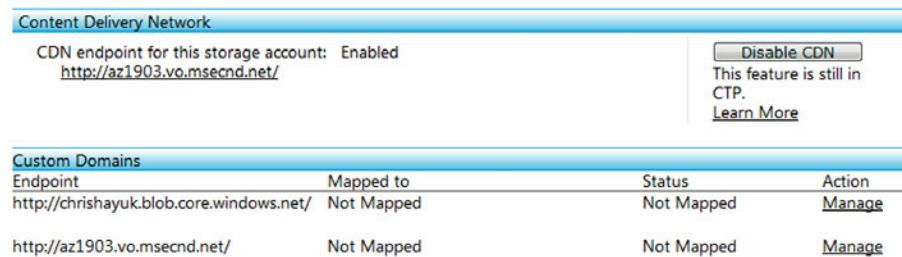 Content Delivery Network
CDN endpoint for this storage account: Enabled
http://az1903.vo.msecnd.net/
Disable CDN
This feature is still in
CTP.
Learn More
Custom Domains
Endpoint Mapped to Status Action
http://chrishayuk.blob.core.windows.net/ Not Mapped Not Mapped Manage
http://az1903.vo.msecnd.net/ Not Mapped Not Mapped Manage